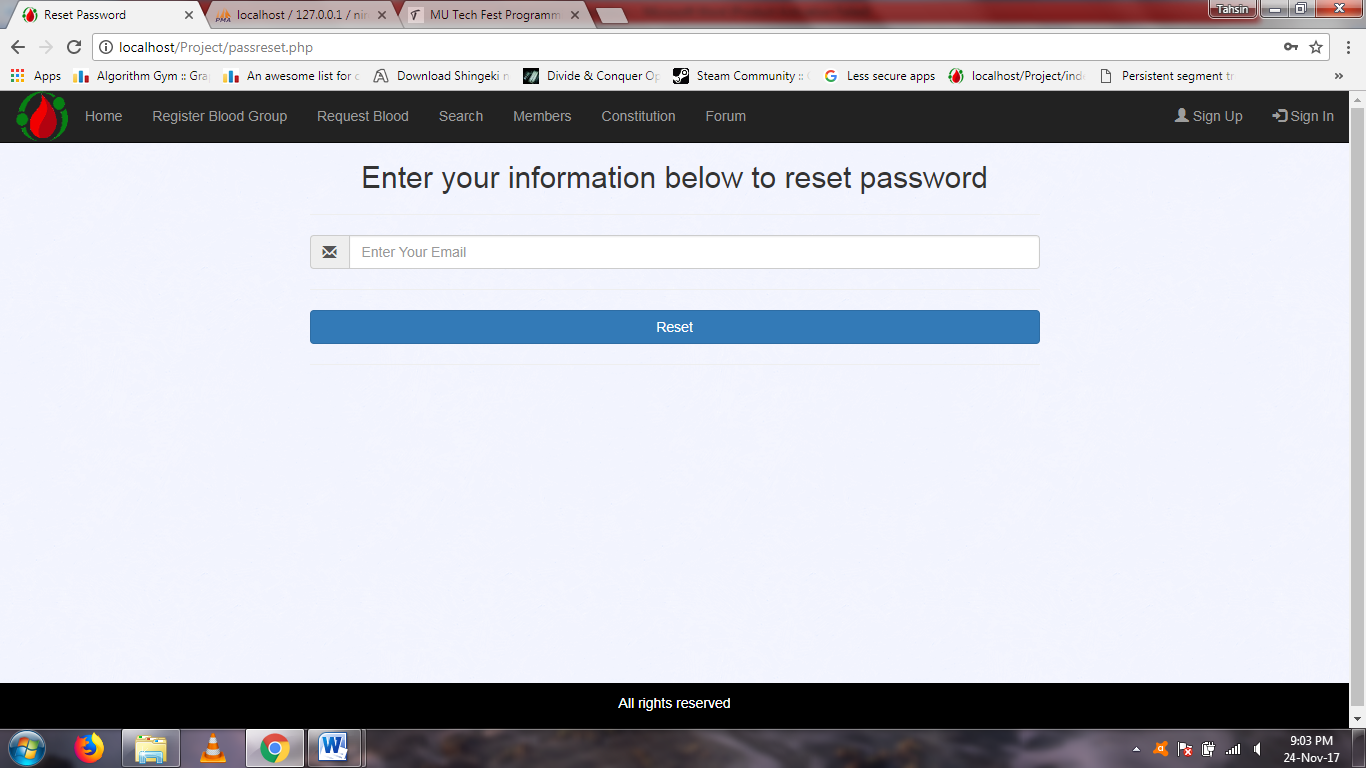 Reset Password
localhost / 127.0.0.1 / nin
MU Tech Fest Programm
Tahsin
localhost/Project/passreset.php
Apps
Algorithm Gym :: Gra
An awesome list for c
Download Shingeki n
Divide & Conquer Op
Steam Community ::
Less secure apps
localhost/Project/inde
Persistent segment tr
»
Home
Register Blood Group
Request Blood
Search
Members
Constitution
Forum
Sign Up
Sign In
Enter your information below to reset password
Enter Your Email
Reset
All rights reserved
9:03 PM
24-Nov-17